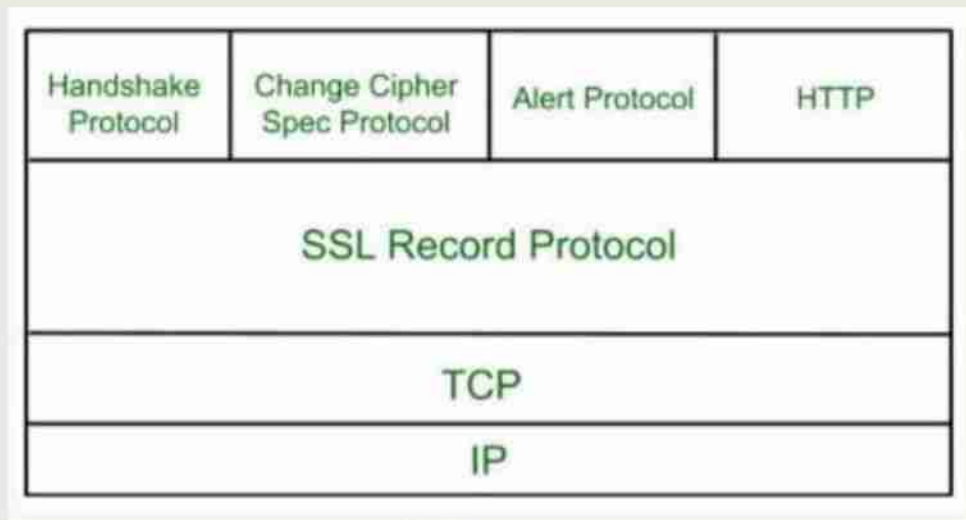 Handshake
Protocol
Change Cipher
Spec Protocol
Alert Protocol
HTTP
SSL Record Protocol
TCP
IP